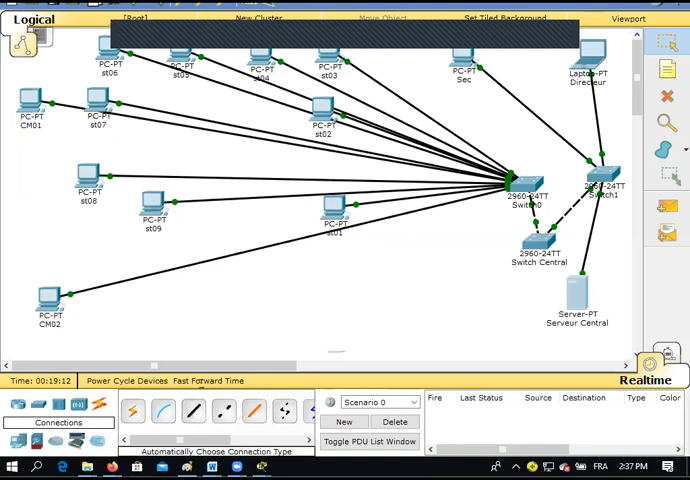 Logical
[Root]
New Cluster
Move Object
Set Tiled Background
Viewport
PC-PT
st06
PC-PT
st05
PC-PT
st04
PC-PT
st03
PC-PT
Sec
Laptop-PT
Directeur
PC-PT
CM01
PC-PT
st07
PC-PT
st02
PC-PT
st08
PC-PT
st09
PC-PT
st01
2960-24TT
Switch0
2960-24TT
Switch1
2960-24TT
Switch Central
PC-PT
CM02
Server-PT
Serveur Central
Time: 00:19:12
Power Cycle Devices Fast Forward Time
Realtime
Connections
Automatically Choose Connection Type
Scenario 0
New
Delete
Toggle PDU List Window
Fire
Last Status
Source
Destination
Type
Color
FRA
2:37 PM